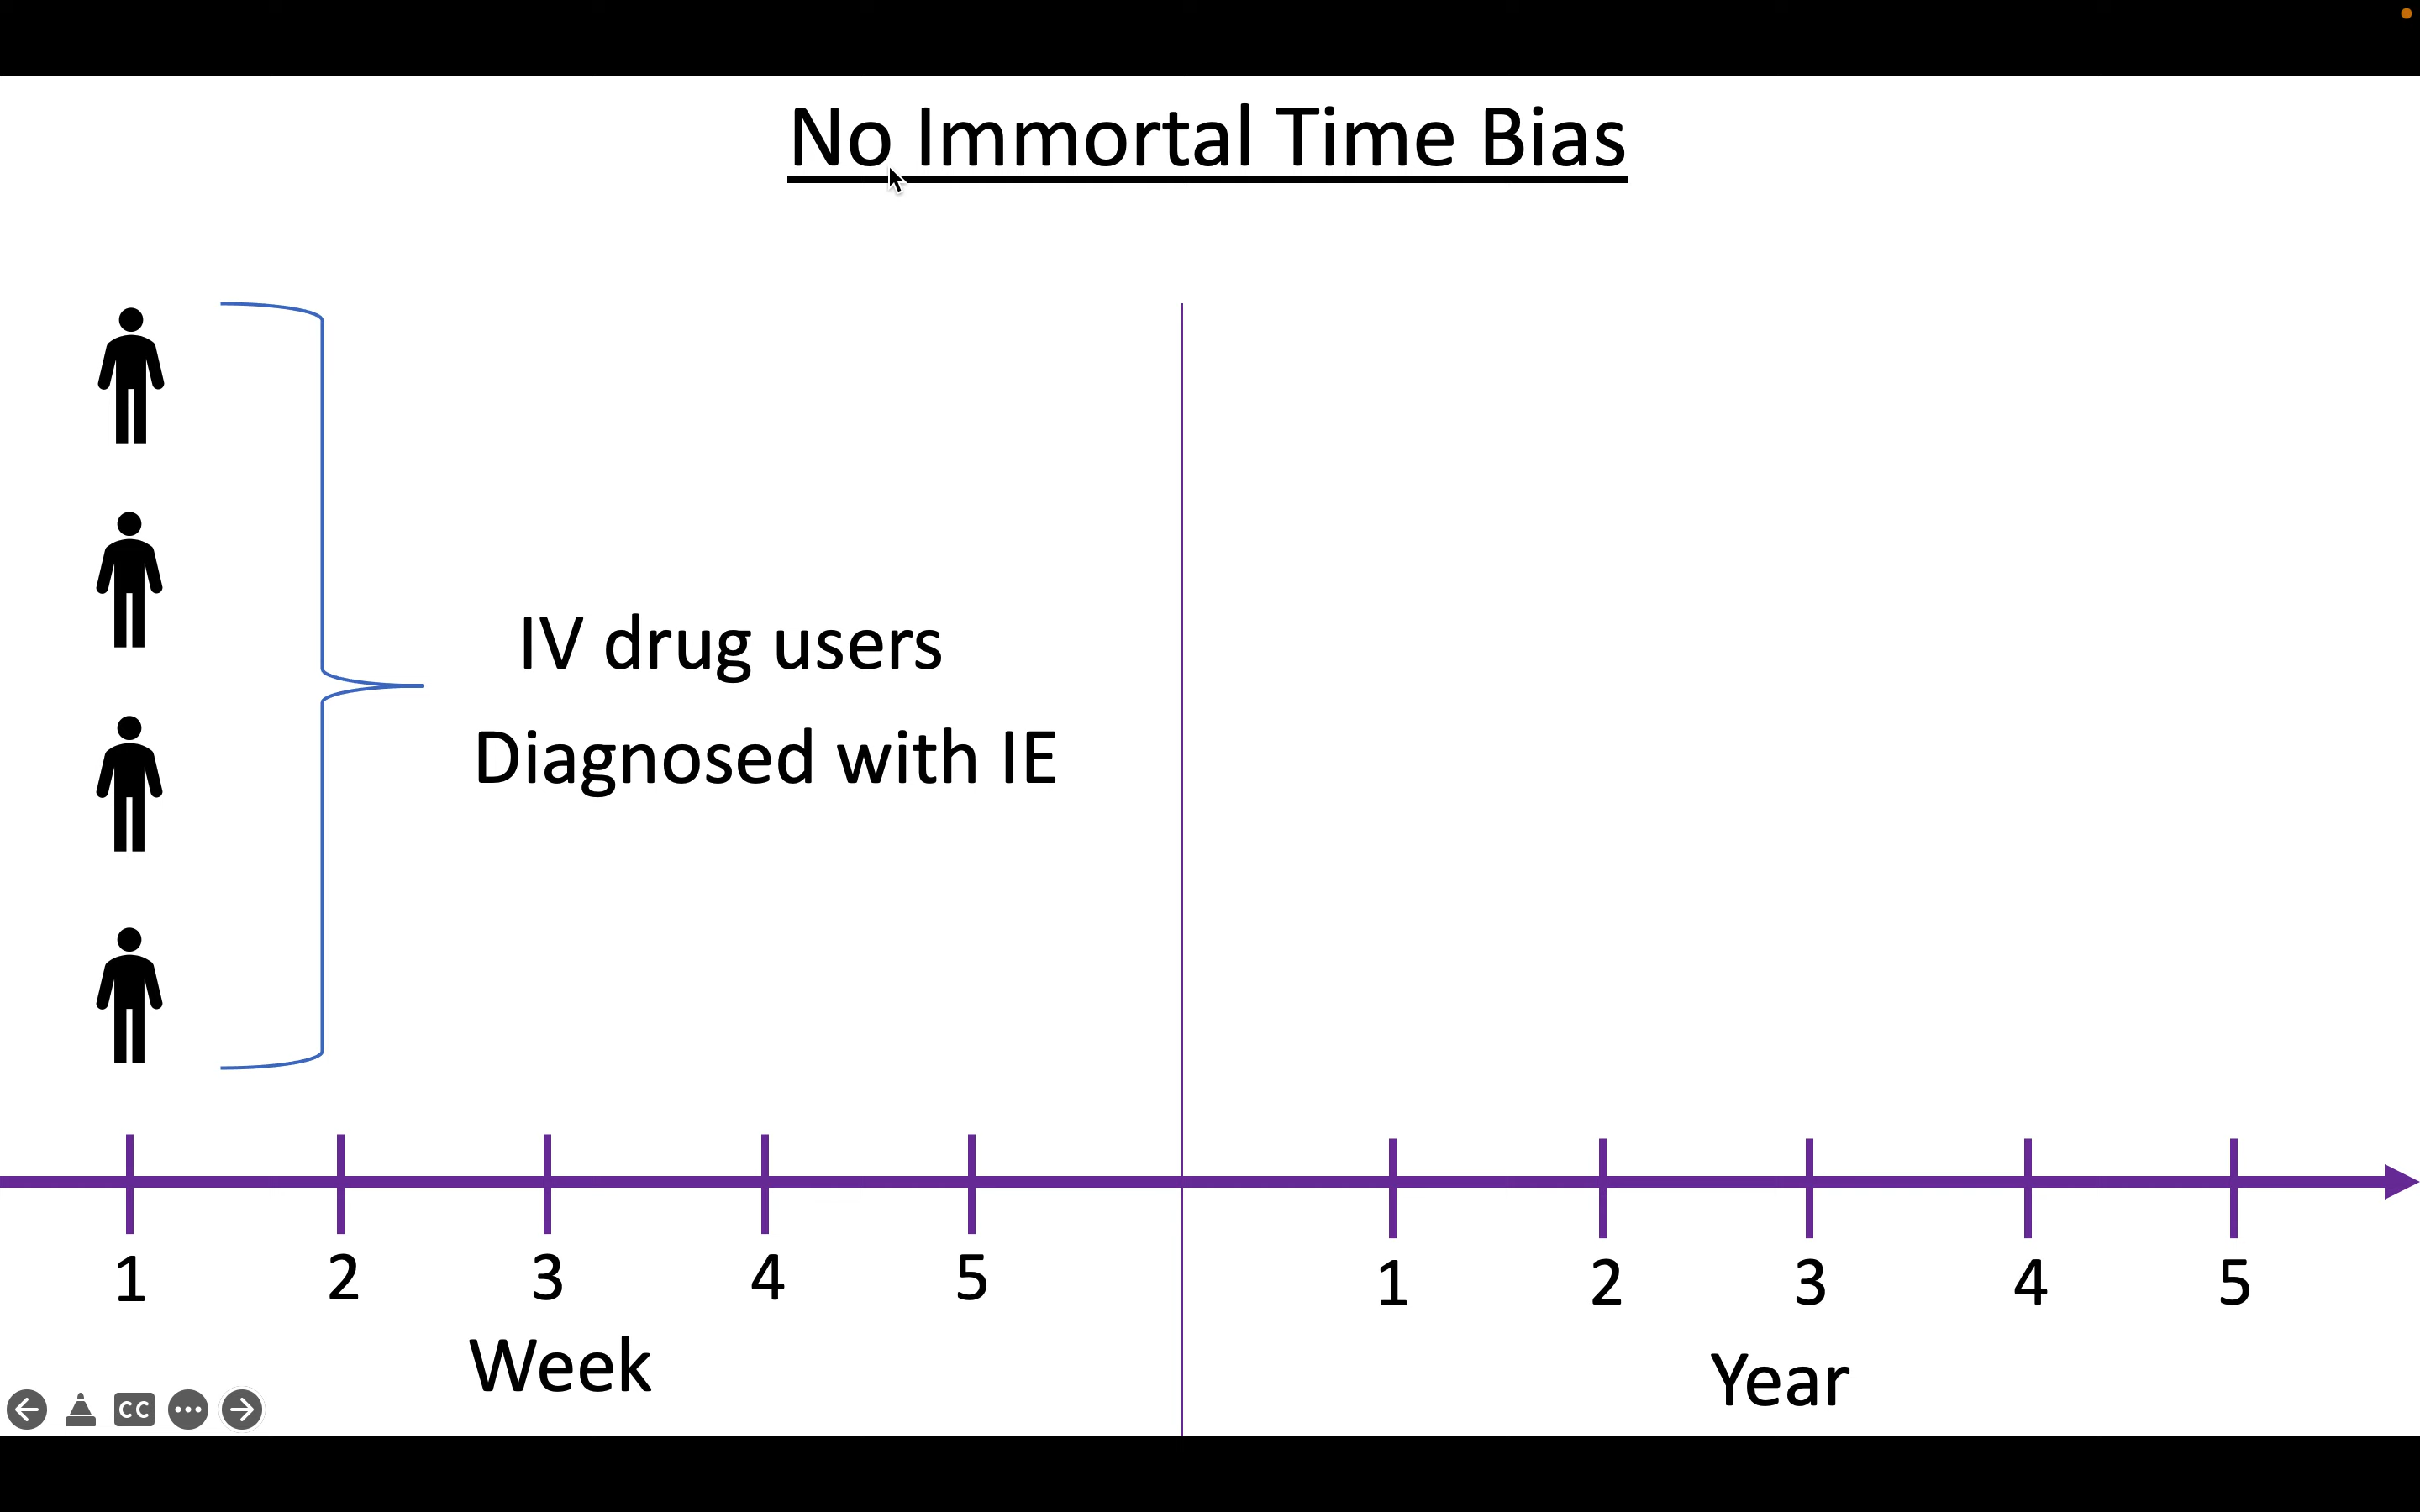 No Immortal Time Bias
IV drug users
Diagnosed with IE
1 2 3 4 5 1 2 3 4 5
Week Year
CC